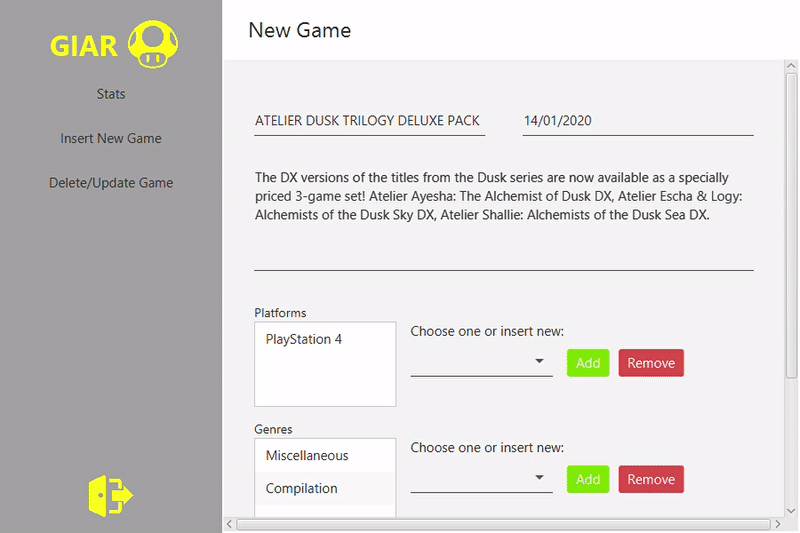 GIAR
Stats
Insert New Game
Delete/Update Game
New Game
ATELIER DUSK TRILOGY DELUXE PACK
14/01/2020
The DX versions of the titles from the Dusk series are now available as a specially
priced 3-game set! Atelier Ayesha: The Alchemist of Dusk DX, Atelier Escha & Logy:
Alchemists of the Dusk Sky DX, Atelier Shallie: Alchemists of the Dusk Sea DX.
Platforms
PlayStation 4
Choose one or insert new:
Add
Remove
Genres
Miscellaneous
Compilation
Choose one or insert new:
Add
Remove